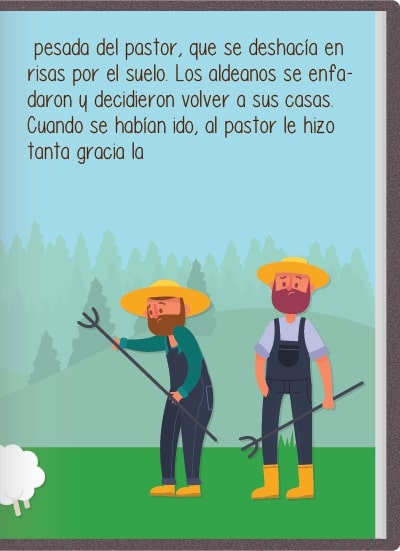 pesada del pastor, que se deshacía en
risas por el suelo. Los aldeanos se enfa-
daron y decidieron volver a sus casas.
Cuando se habían ido, al pastor le hizo
tanta gracia la